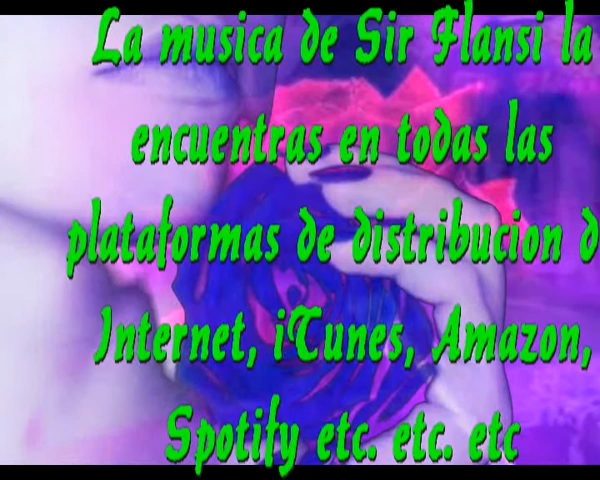 La musica de Sir Flansi la
encuentras en todas las
plataformas de distribucion d
Internet, iTunes, Amazon,
Spotify etc. etc. etc